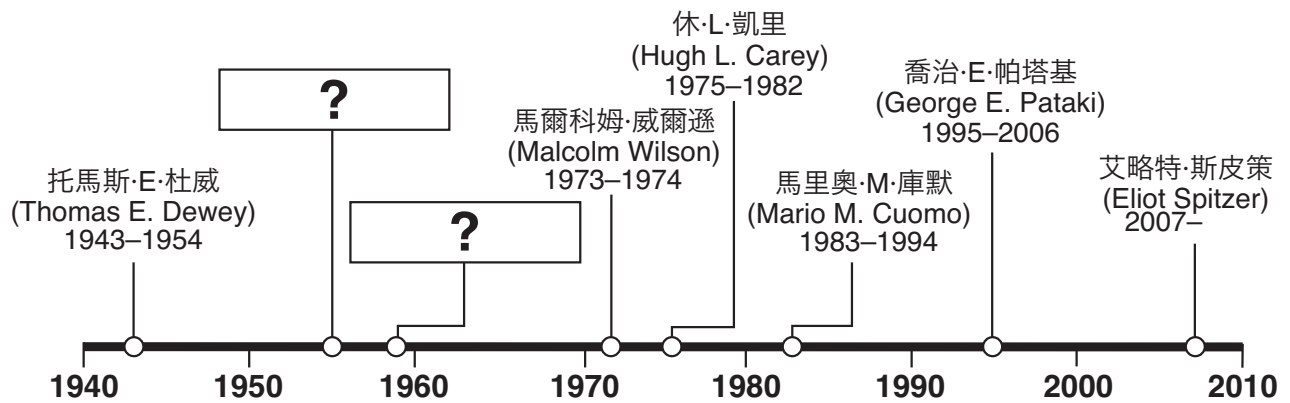 休·L·凱里
(Hugh L. Carey)
1975–1982
喬治·E·帕塔基
(George E. Pataki)
1995–2006
?
馬爾科姆·威爾遜
(Malcolm Wilson)
1973–1974
托馬斯·E·杜威
(Thomas E. Dewey)
1943–1954
?
馬里奧·M·庫默
(Mario M. Cuomo)
1983–1994
艾略特·斯皮策
(Eliot Spitzer)
2007–
1940 1950 1960 1970 1980 1990 2000 2010